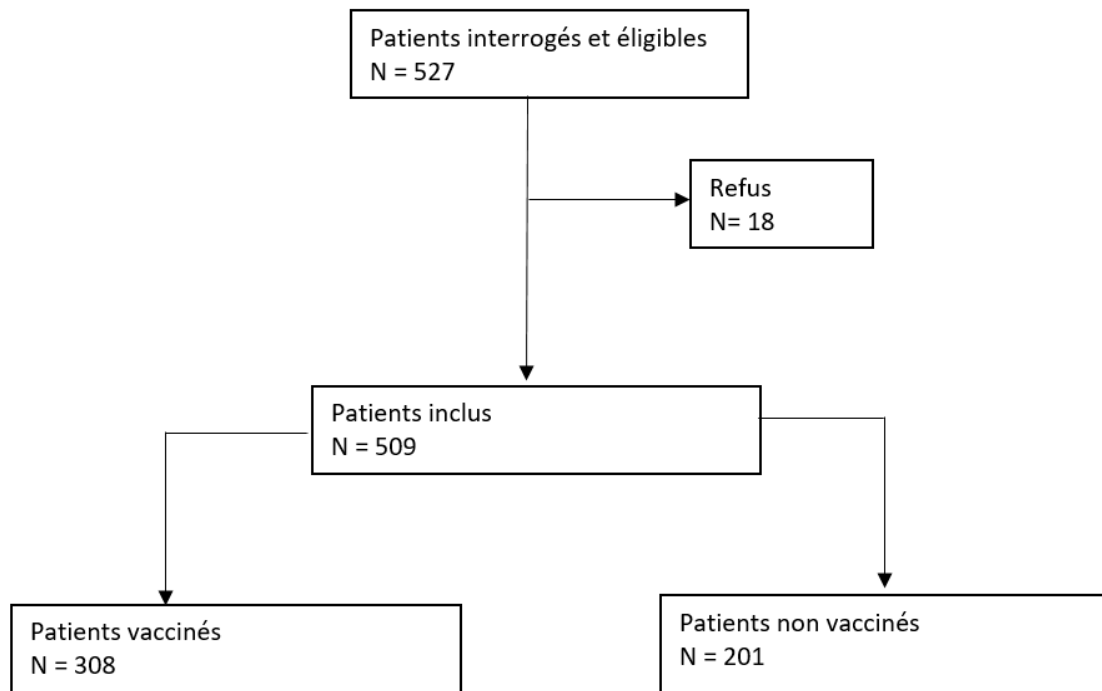 Patients interrogés et éligibles
N = 527
Refus
N= 18
Patients inclus
N = 509
Patients vaccinés
N = 308
Patients non vaccinés
N = 201